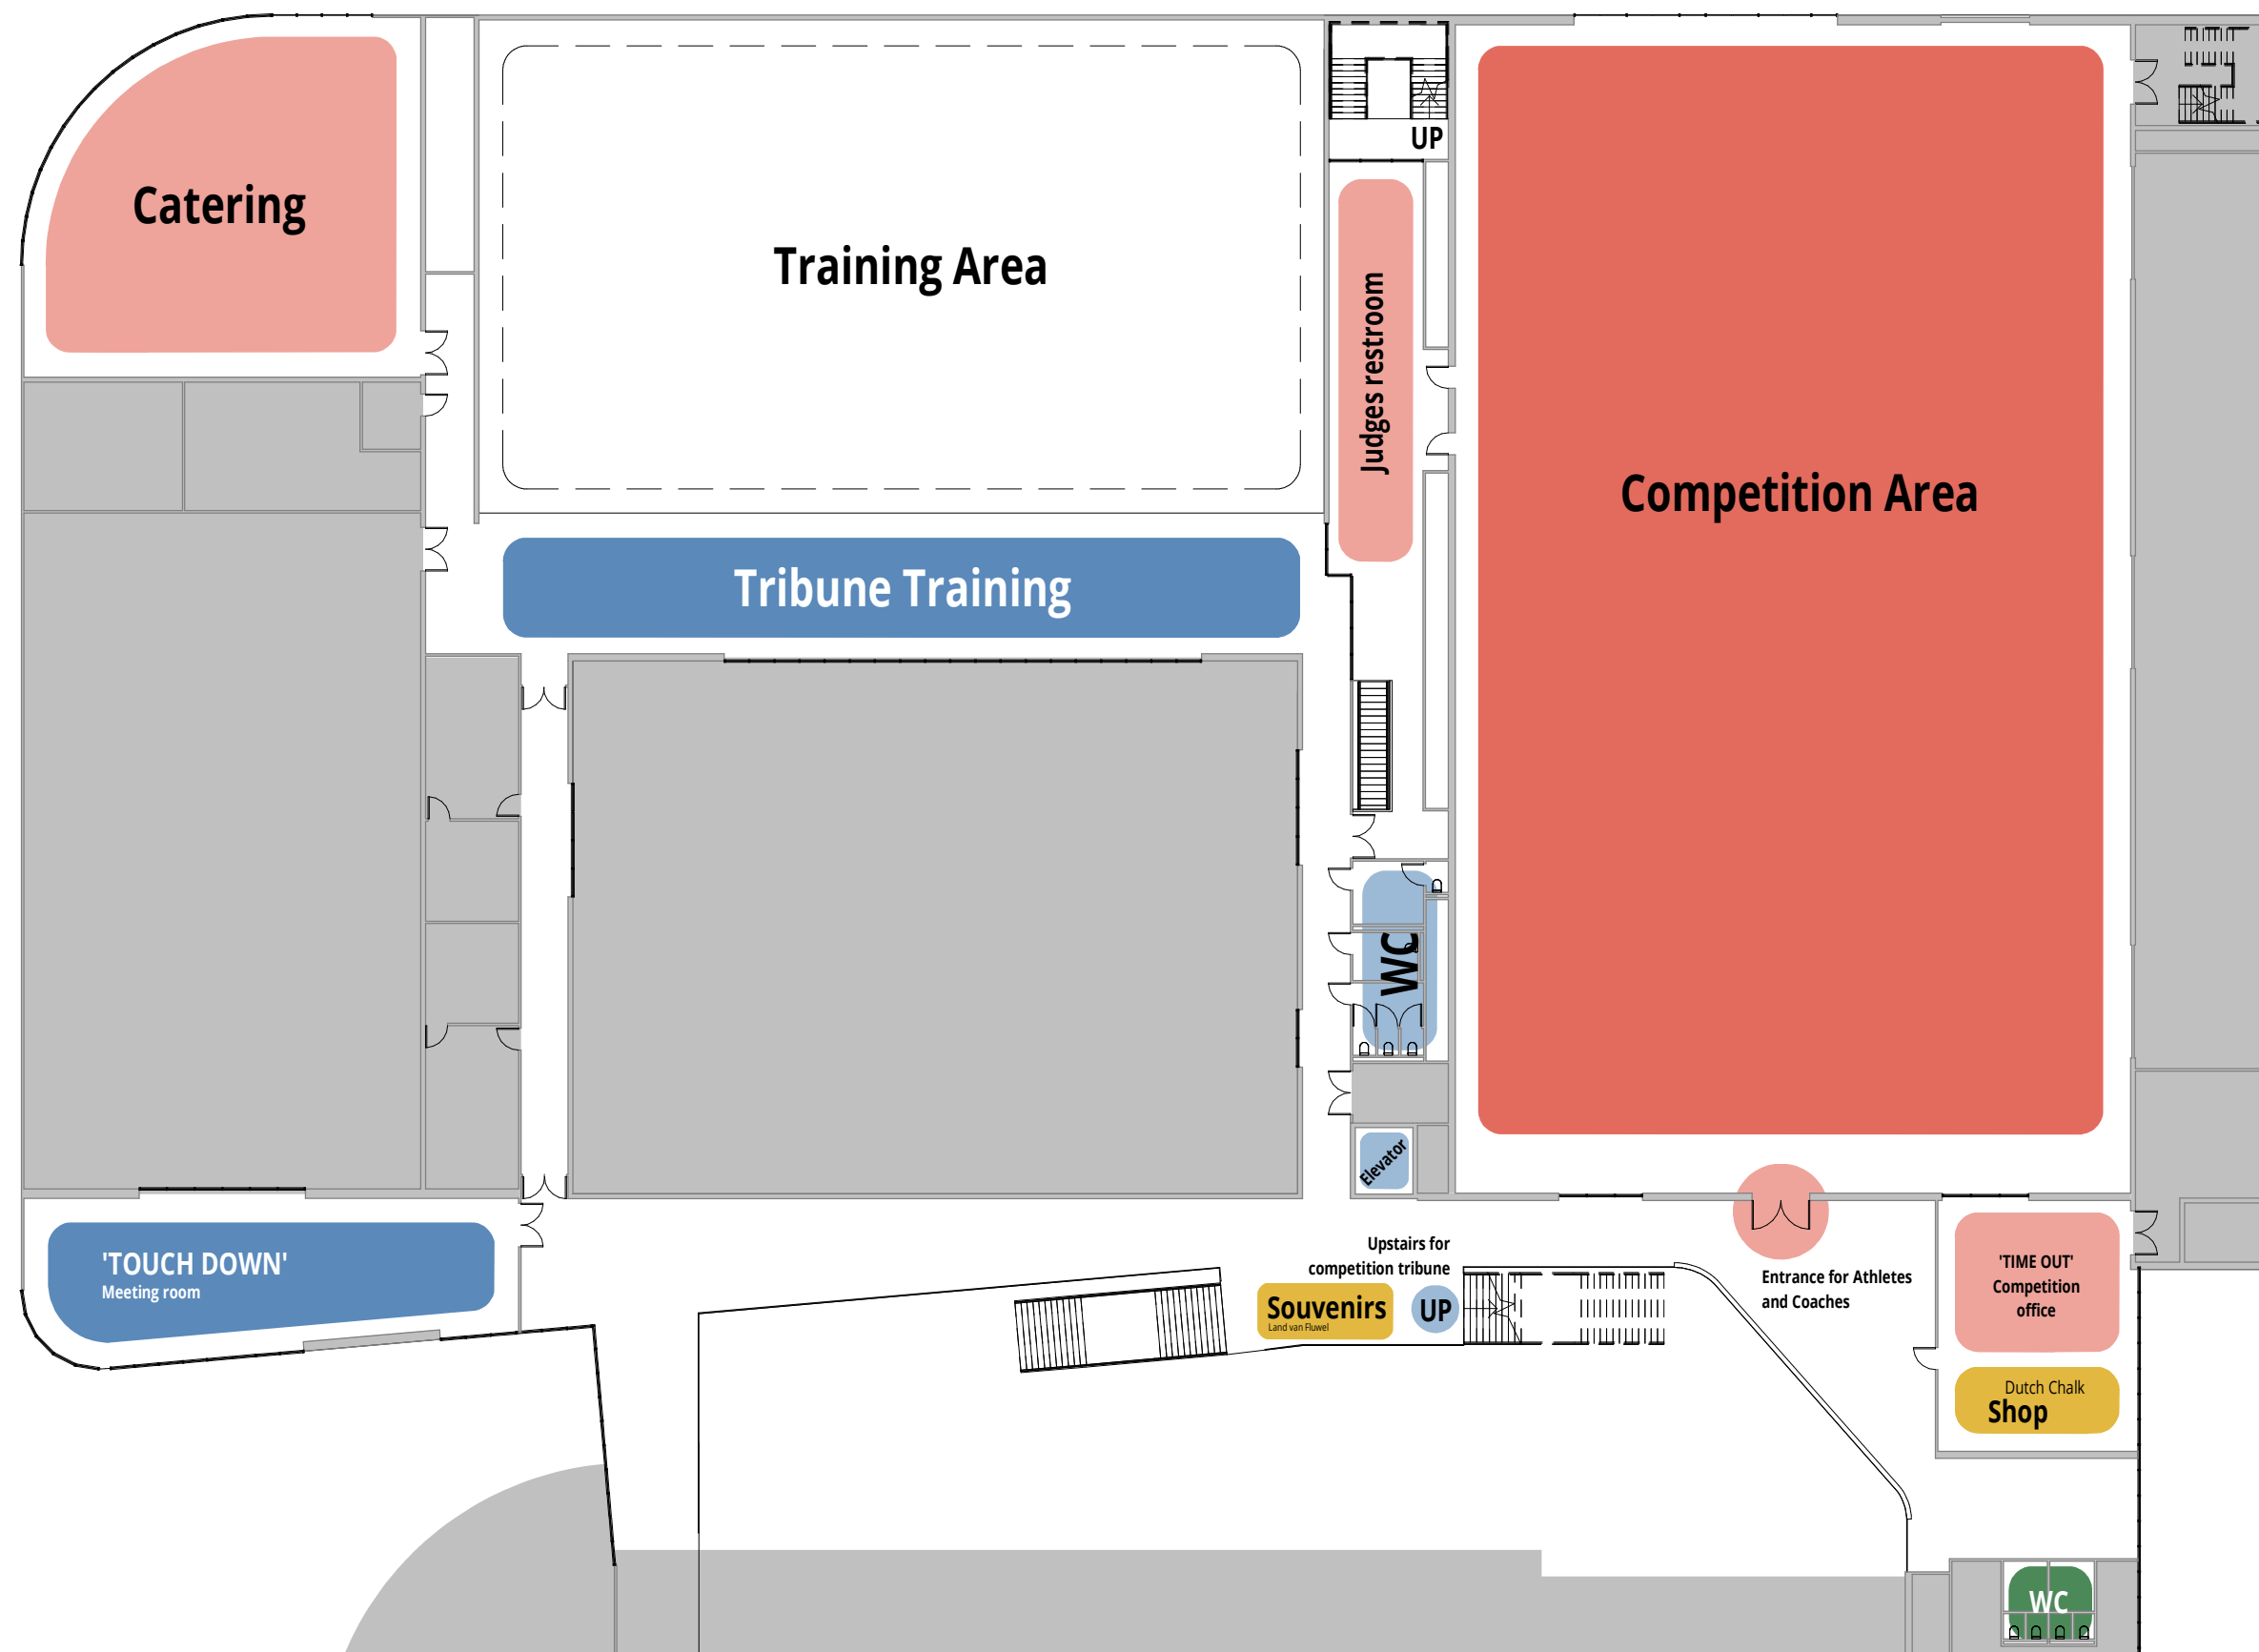 Catering
Training Area
UP
Judges restroom
Competition Area
Tribune Training
WC
Elevator
'TOUCH DOWN'
Meeting room
Upstairs for
competition tribune
Souvenirs
Land van Fluwel
UP
Entrance for Athletes
and Coaches
'TIME OUT'
Competition
office
Dutch Chalk
Shop
WC